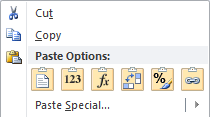 Cut
Copy
Paste Options:
123 fx %
Paste Special...